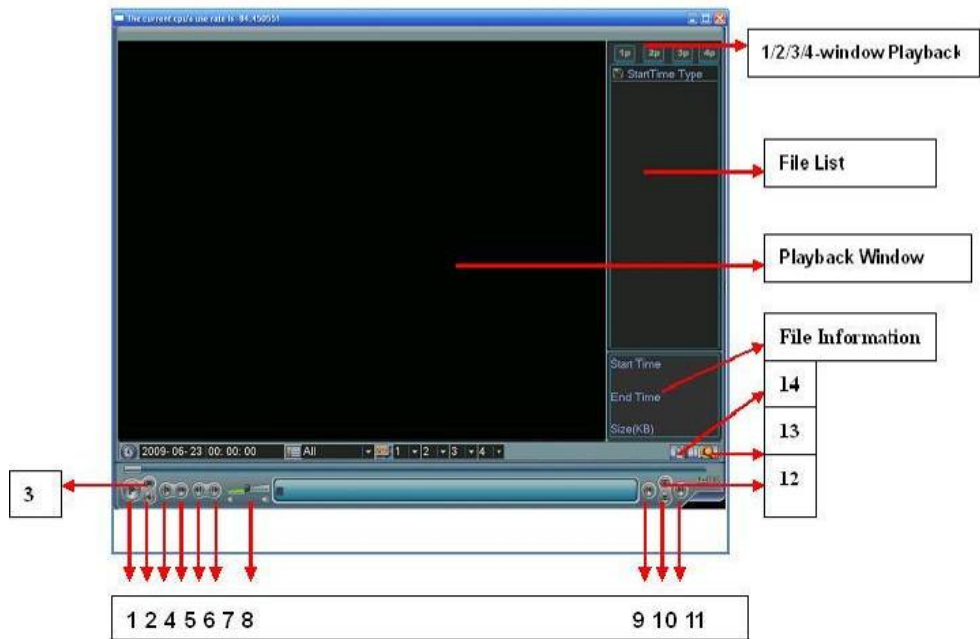 The current cpu's use rate is 84.450551
1p 2p 3p 4p
1/2/3/4-window Playback
StartTime Type
File List
Playback Window
File Information
Start Time
14
End Time
13
Size(KB)
2009-06-23 00:00:00 All 1 2 3 4
12
3
1 2 4 5 6 7 8 9 10 11